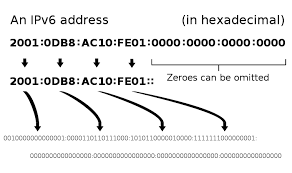 An IPv6 address (in hexadecimal)
2001:0DB8:AC10:FE01:0000:0000:0000:0000
2001:0DB8:AC10:FE01:: Zeroes can be omitted
0010000000000001:0000110110111000:1010110000010000:1111111000000001:
0000000000000000:0000000000000000:0000000000000000:0000000000000000